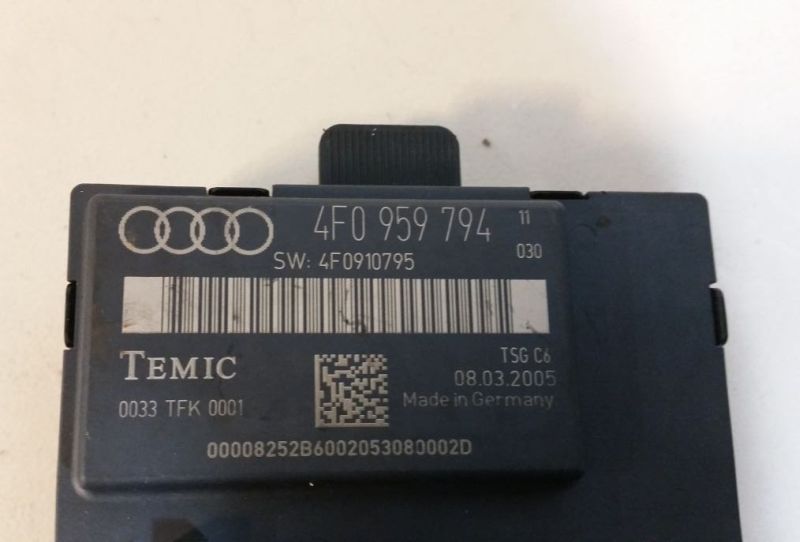 4F0 959 794 11
030
SW: 4F0910795
TEMIC
TSG C6
08.03.2005
0033 TFK 0001
Made in Germany
00008252B6002053080002D